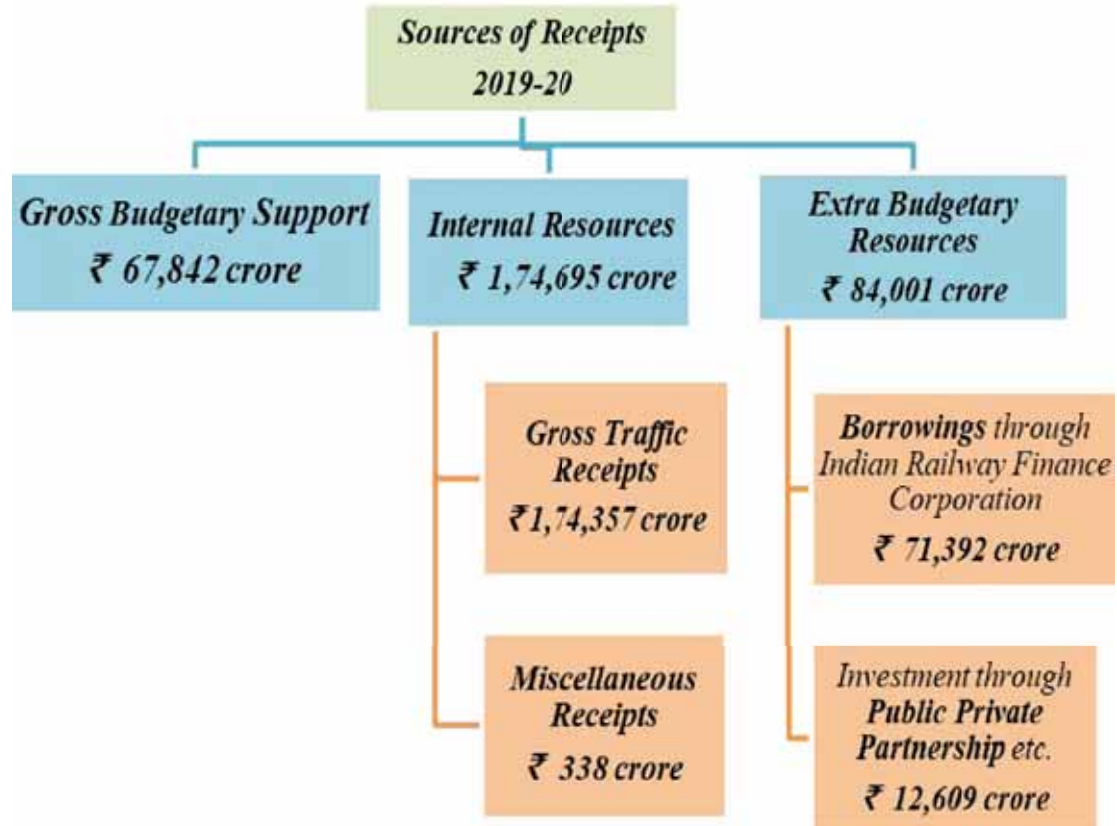 Sources of Receipts
2019-20
Gross Budgetary Support
₹ 67,842 crore
Internal Resources
₹ 1,74,695 crore
Extra Budgetary
Resources
₹ 84,001 crore
Gross Traffic
Receipts
₹1,74,357 crore
Miscellaneous
Receipts
₹ 338 crore
Borrowings through
Indian Railway Finance
Corporation
₹ 71,392 crore
Investment through
Public Private
Partnership etc.
₹ 12,609 crore